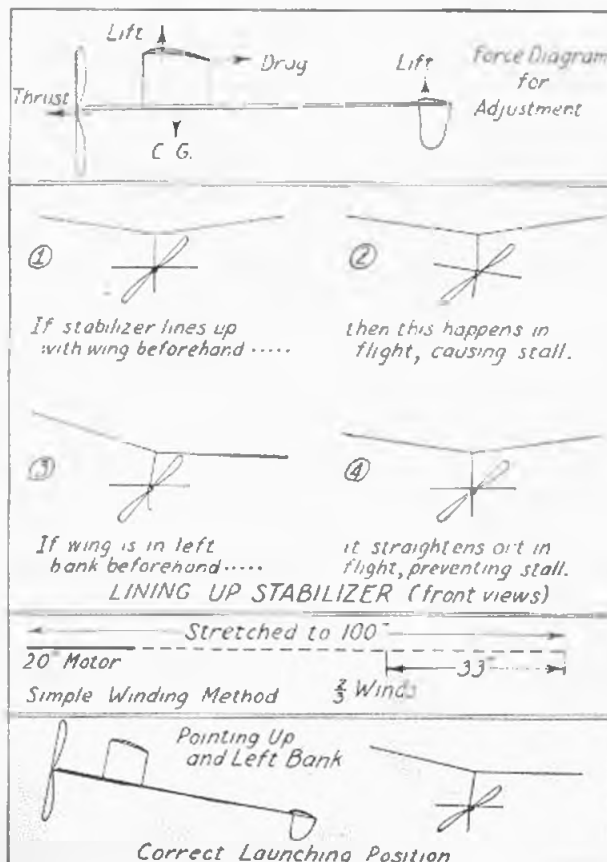 Lift
Drag
Lift
Force Diagram
for
Adjustment
Thrust
C. G.
①
②
If stabilizer lines up
with wing beforehand .....
then this happens in
flight, causing stall.
③
④
If wing is in left
bank beforehand .....
it straightens out in
flight, preventing stall.
LINING UP STABILIZER (front views)
Stretched to 100"
20" Motor
33"
Simple Winding Method
⅔ Winds
Pointing Up
and Left Bank
Correct Launching Position